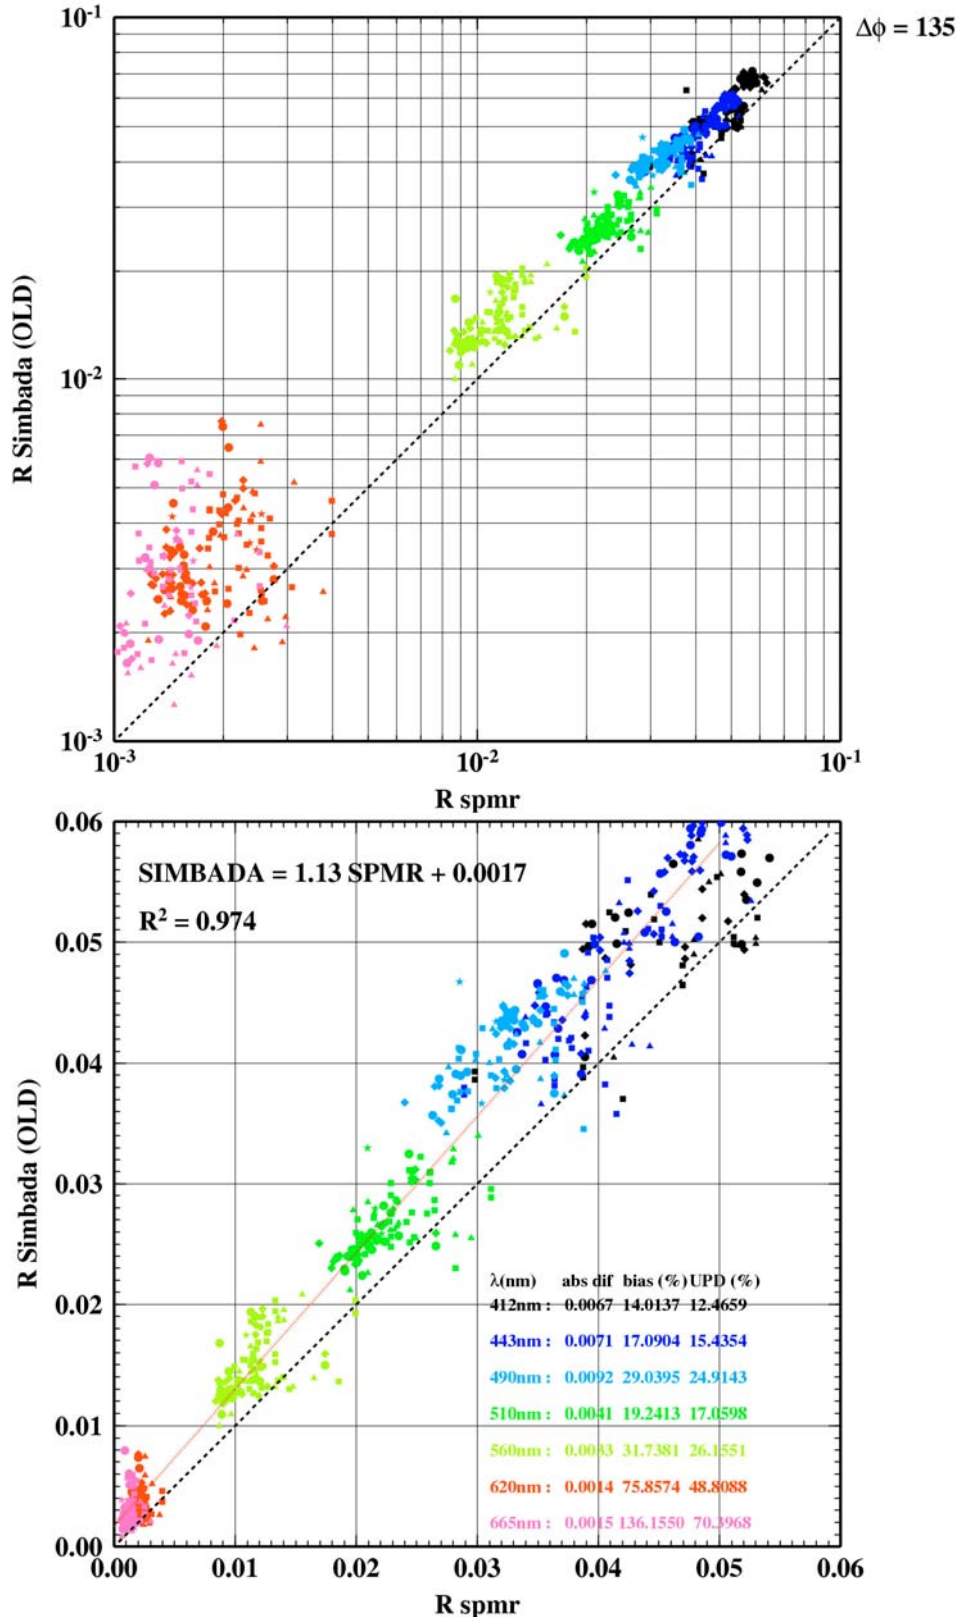 10⁻¹
Δϕ = 135
R Simbada (OLD)
10⁻²
10⁻³
10⁻³ 10⁻² 10⁻¹
R spmr
0.06
SIMBADA = 1.13 SPMR + 0.0017
R² = 0.974
0.05
0.04
R Simbada (OLD)
0.03
λ(nm) abs dif bias (%) UPD (%)
0.02
412nm : 0.0067 14.0137 12.4659
443nm : 0.0071 17.0904 15.4354
490nm : 0.0092 29.0395 24.9143
510nm : 0.0041 19.2413 17.0598
0.01
560nm : 0.0033 31.7381 26.1551
620nm : 0.0014 75.8574 48.8088
665nm : 0.0015 136.1550 70.3968
0.00
0.00 0.01 0.02 0.03 0.04 0.05 0.06
R spmr